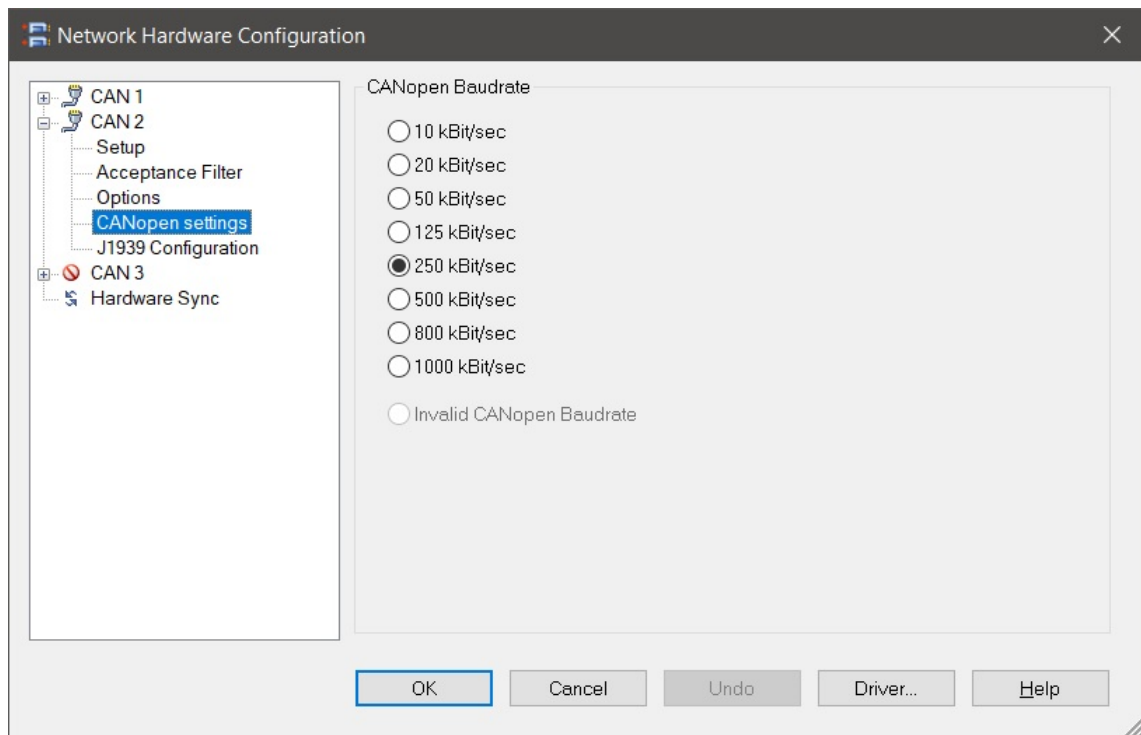 Network Hardware Configuration
CAN 1
CAN 2
Setup
Acceptance Filter
Options
CANopen settings
J1939 Configuration
CAN 3
Hardware Sync
CANopen Baudrate
10 kBit/sec
20 kBit/sec
50 kBit/sec
125 kBit/sec
250 kBit/sec
500 kBit/sec
800 kBit/sec
1000 kBit/sec
Invalid CANopen Baudrate
OK Cancel Undo Driver... Help